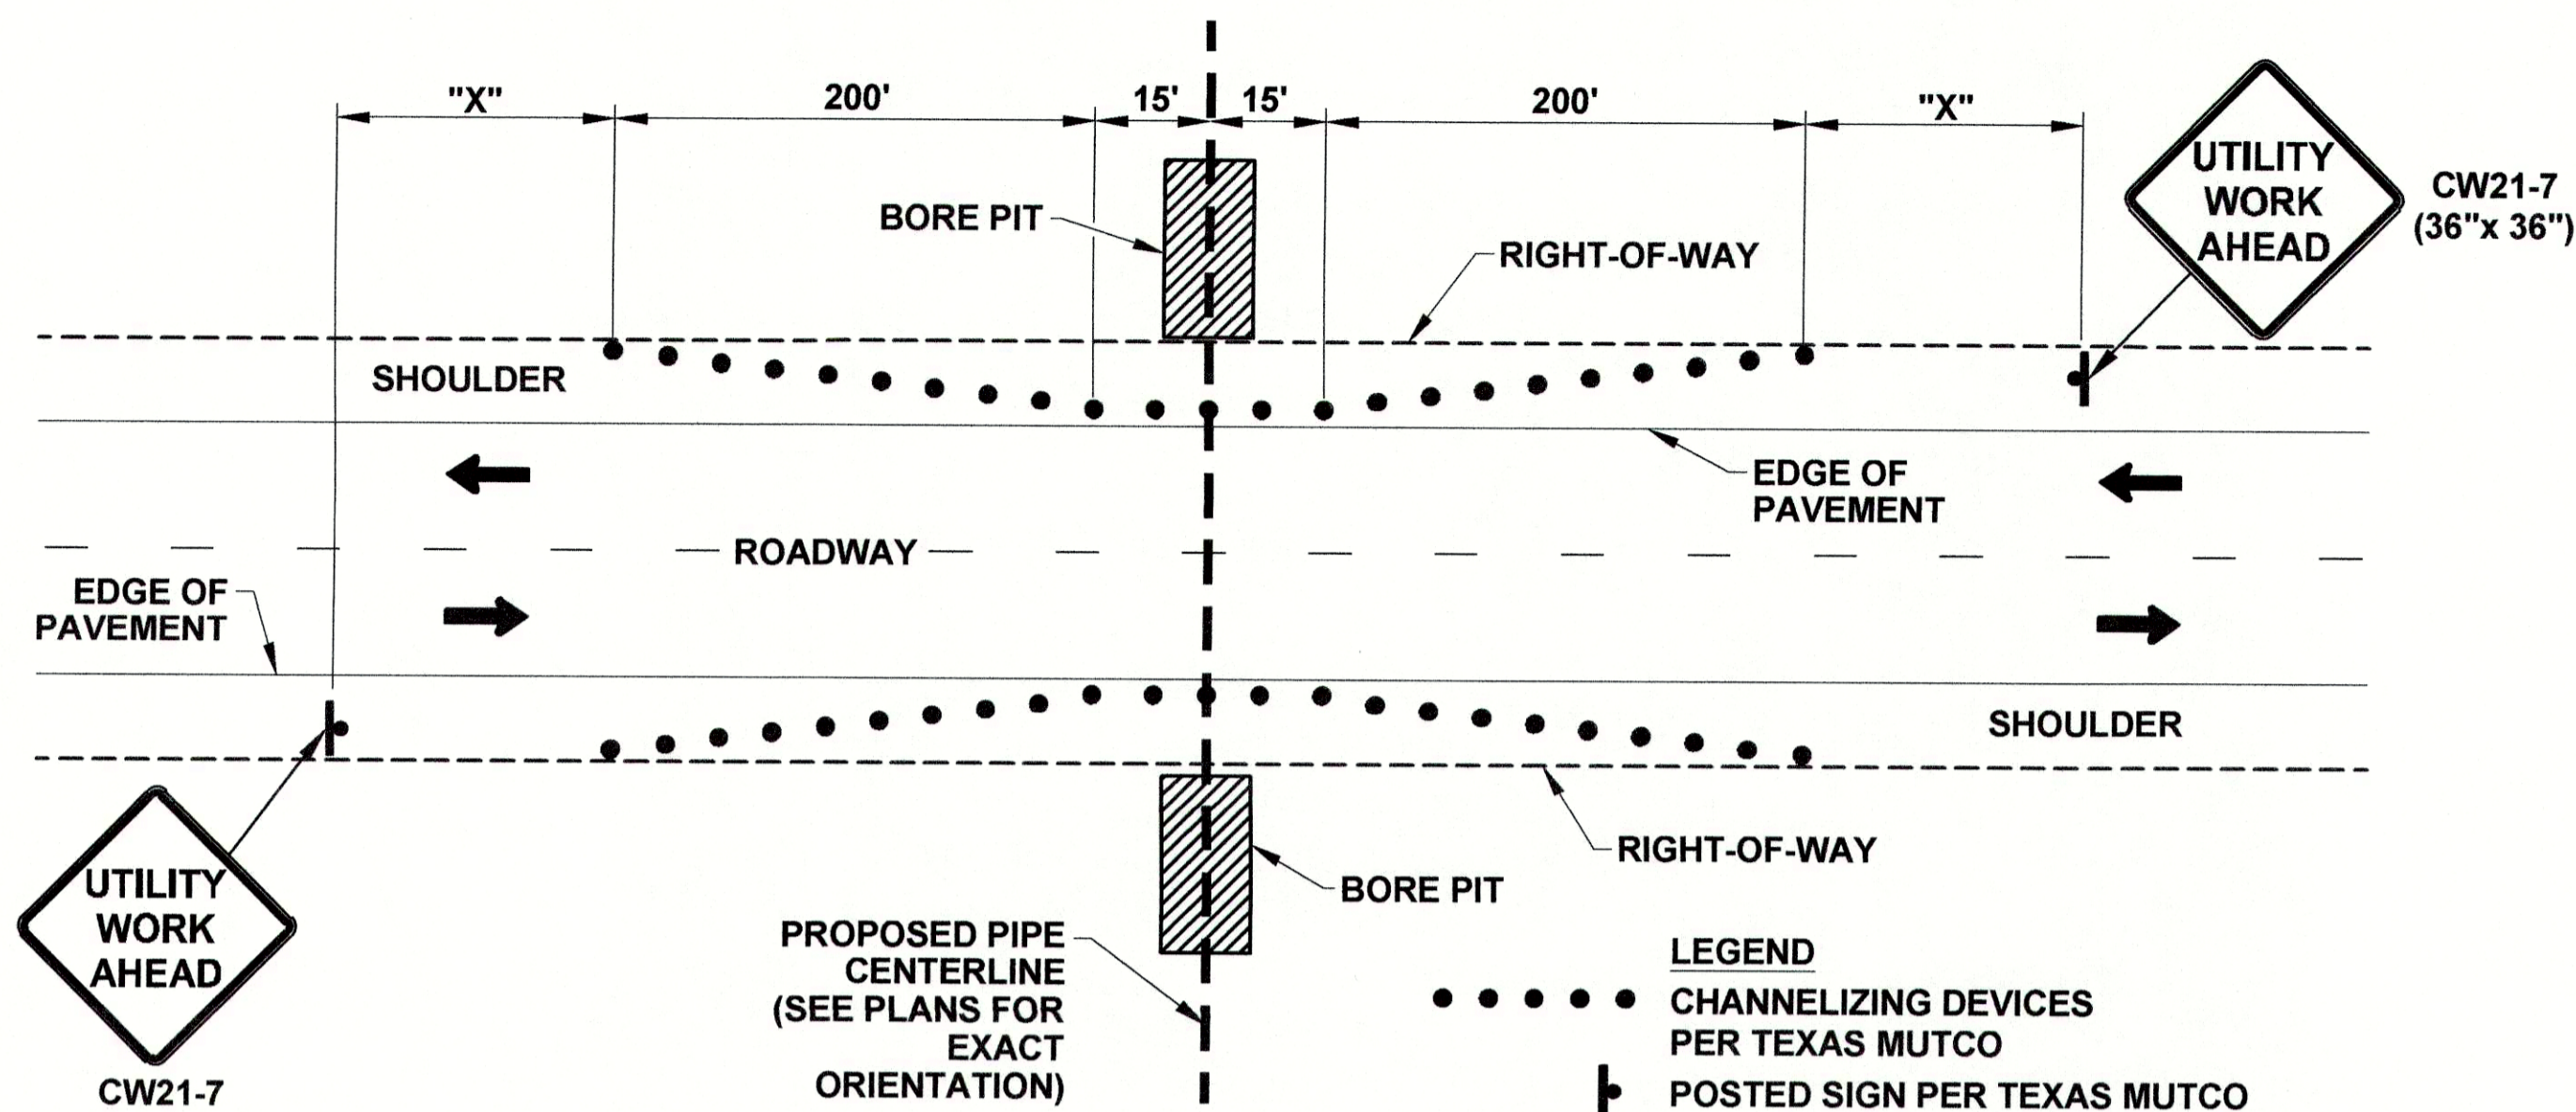 "X"
200'
15'
15'
200'
"X"
UTILITY
WORK
AHEAD
CW21-7
(36"x 36")
BORE PIT
RIGHT-OF-WAY
SHOULDER
EDGE OF
PAVEMENT
ROADWAY
EDGE OF
PAVEMENT
SHOULDER
RIGHT-OF-WAY
BORE PIT
UTILITY
WORK
AHEAD
CW21-7
PROPOSED PIPE
CENTERLINE
(SEE PLANS FOR
EXACT
ORIENTATION)
LEGEND
CHANNELIZING DEVICES
PER TEXAS MUTCO
POSTED SIGN PER TEXAS MUTCO